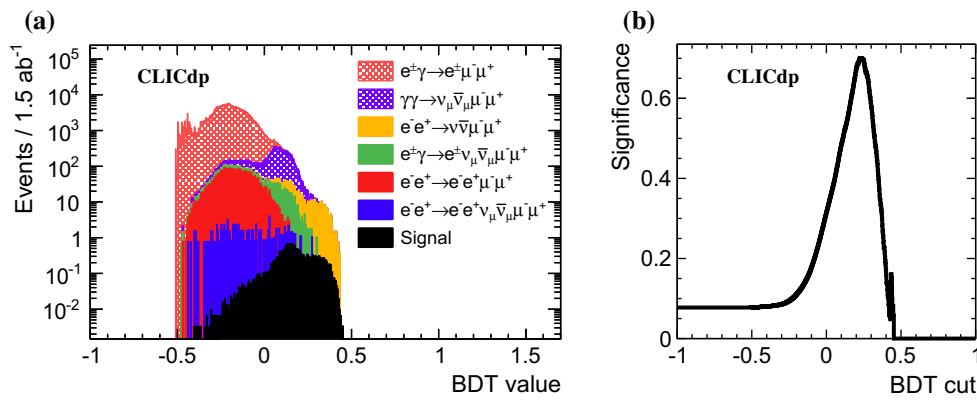 (a)
Events / 1.5 ab⁻¹
10⁵
10⁴
10³
10²
10
1
10⁻¹
10⁻²
CLICdp
e±γ→e±μ⁻μ⁺
γγ→ν_μν̄_μμ⁻μ⁺
e⁻e⁺→νν̄μ⁻μ⁺
e±γ→e±ν_μν̄_μμ⁻μ⁺
e⁻e⁺→e⁻e⁺μ⁻μ⁺
e⁻e⁺→e⁻e⁺ν_μν̄_μμ⁻μ⁺
Signal
-1 -0.5 0 0.5 1 1.5
BDT value
(b)
Significance
0.6
0.4
0.2
0
CLICdp
-1 -0.5 0 0.5 1
BDT cut